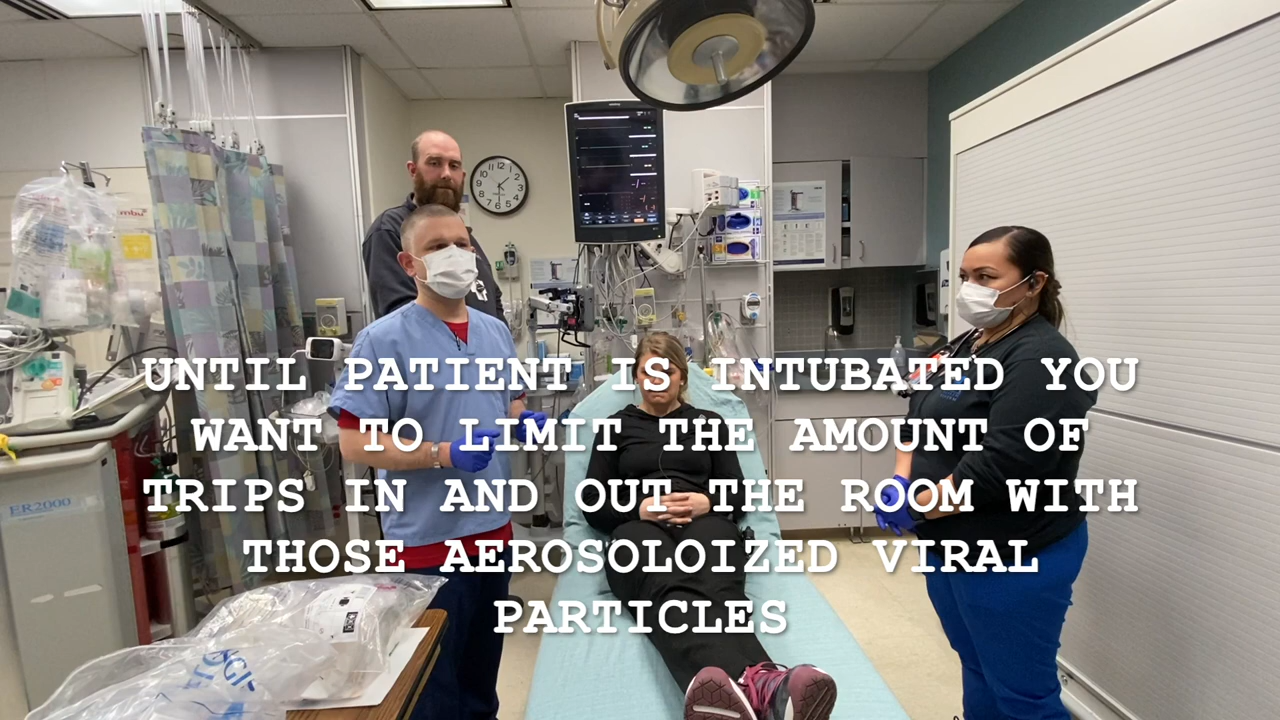 UNTIL PATIENT IS INTUBATED YOU
WANT TO LIMIT THE AMOUNT OF
TRIPS IN AND OUT THE ROOM WITH
THOSE AEROSOLOIZED VIRAL
PARTICLES
ER2000